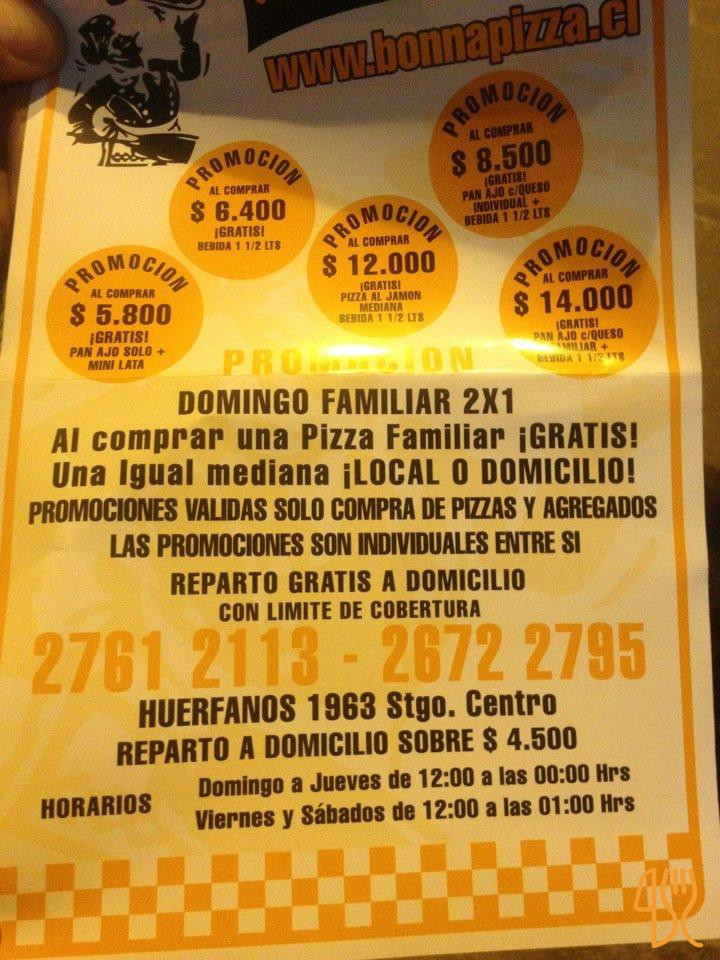 www.bonnapizza.cl
PROMOCION
AL COMPRAR
$ 8.500
¡GRATIS!
PAN AJO c/QUESO
INDIVIDUAL +
BEBIDA 1 1/2 LTS
PROMOCION
AL COMPRAR
$ 6.400
¡GRATIS!
BEBIDA 1 1/2 LTS
PROMOCION
AL COMPRAR
$ 12.000
¡GRATIS!
PIZZA AL JAMON
MEDIANA
BEBIDA 1 1/2 LTS
PROMOCION
AL COMPRAR
$ 14.000
¡GRATIS!
PAN AJO c/QUESO
FAMILIAR +
BEBIDA 1 1/2 LTS
PROMOCION
AL COMPRAR
$ 5.800
¡GRATIS!
PAN AJO SOLO +
MINI LATA
PROMOCION
DOMINGO FAMILIAR 2X1
Al comprar una Pizza Familiar ¡GRATIS!
Una Igual mediana ¡LOCAL O DOMICILIO!
PROMOCIONES VALIDAS SOLO COMPRA DE PIZZAS Y AGREGADOS
LAS PROMOCIONES SON INDIVIDUALES ENTRE SI
REPARTO GRATIS A DOMICILIO
CON LIMITE DE COBERTURA
2761 2113 - 2672 2795
HUERFANOS 1963 Stgo. Centro
REPARTO A DOMICILIO SOBRE $ 4.500
HORARIOS
Domingo a Jueves de 12:00 a las 00:00 Hrs
Viernes y Sábados de 12:00 a las 01:00 Hrs